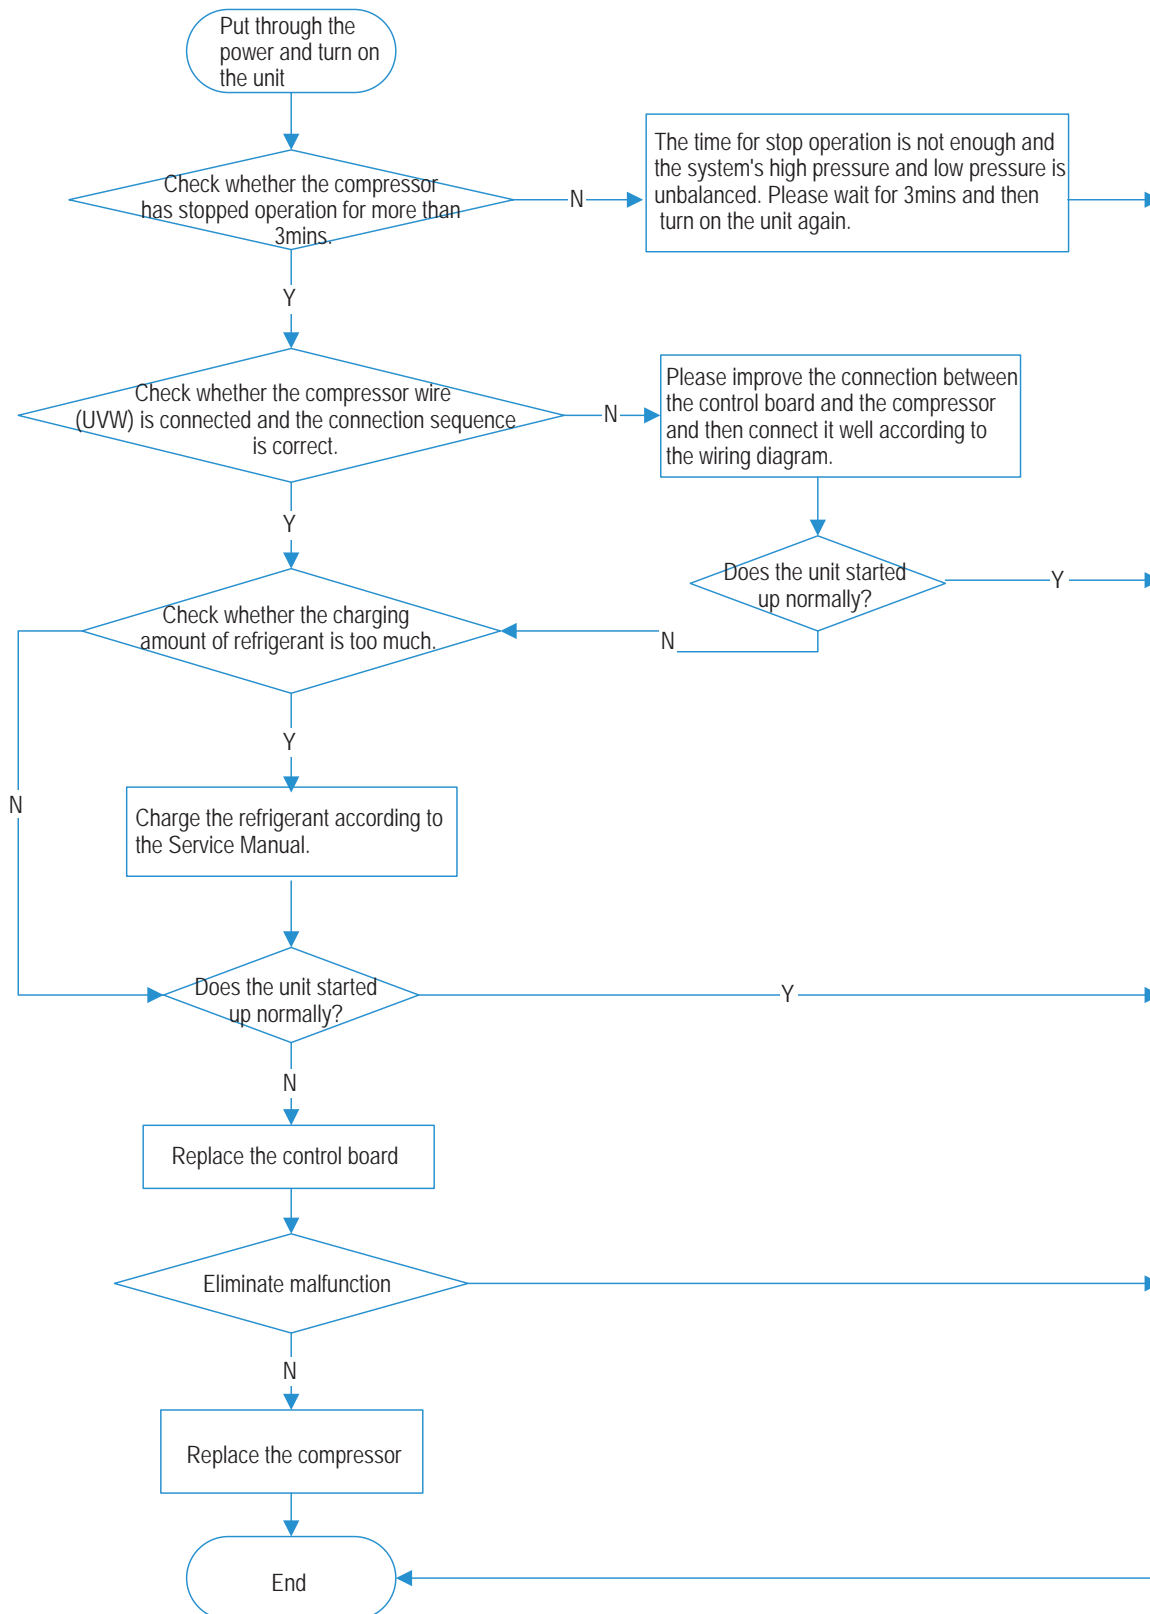 Put through the
power and turn on
the unit
Check whether the compressor
has stopped operation for more than
3mins.
N
The time for stop operation is not enough and
the system's high pressure and low pressure is
unbalanced. Please wait for 3mins and then
turn on the unit again.
Y
Check whether the compressor wire
(UVW) is connected and the connection sequence
is correct.
N
Please improve the connection between
the control board and the compressor
and then connect it well according to
the wiring diagram.
Y
Does the unit started
up normally?
Y
Check whether the charging
amount of refrigerant is too much.
N
Y
N
Charge the refrigerant according to
the Service Manual.
Does the unit started
up normally?
Y
N
Replace the control board
Eliminate malfunction
N
Replace the compressor
End